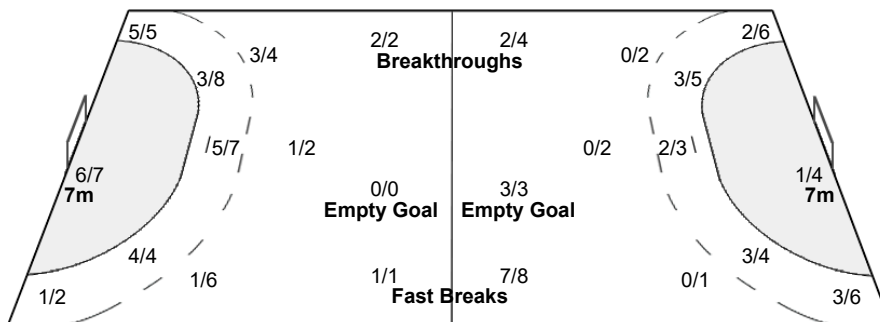 5/5 3/4 2/2 2/4 0/2 2/6
Breakthroughs
3/8 3/5
5/7 1/2 0/2 2/3
6/7 1/4
7m 7m
0/0 3/3
Empty Goal Empty Goal
4/4 3/4
1/6 1/1 7/8 0/1
1/2 Fast Breaks 3/6